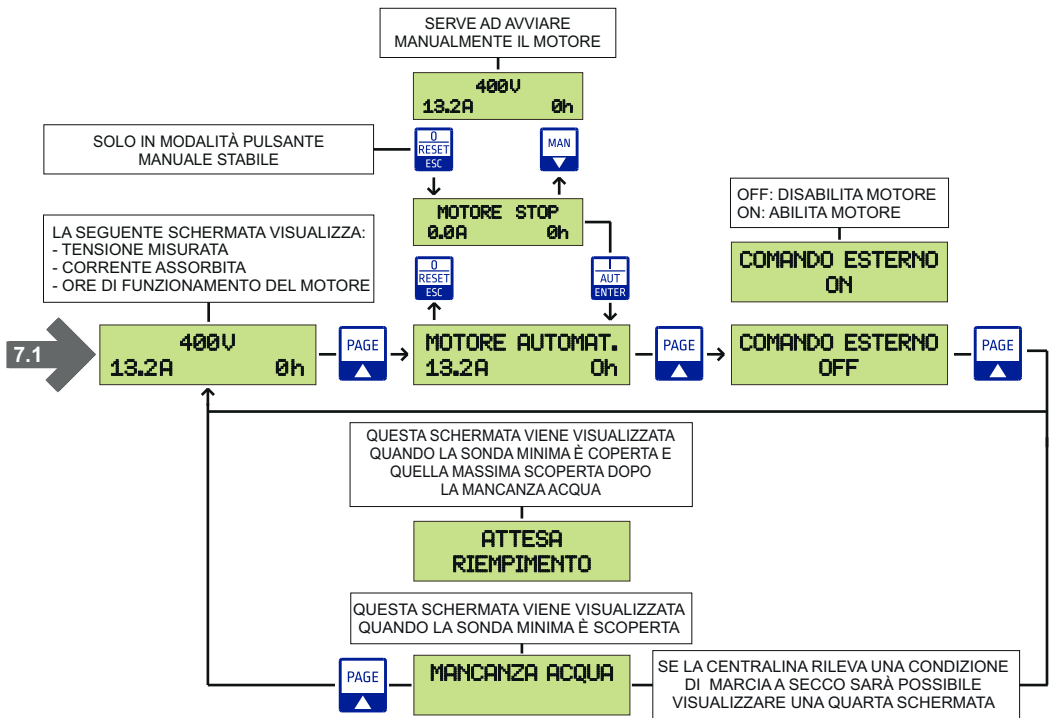 SERVE AD AVVIARE
MANUALMENTE IL MOTORE
400V
13.2A 0h
SOLO IN MODALITÀ PULSANTE
MANUALE STABILE
0
RESET
ESC
MAN
MOTORE STOP
0.0A 0h
OFF: DISABILITA MOTORE
ON: ABILITA MOTORE
LA SEGUENTE SCHERMATA VISUALIZZA:
- TENSIONE MISURATA
- CORRENTE ASSORBITA
- ORE DI FUNZIONAMENTO DEL MOTORE
0
RESET
ESC
I
AUT
ENTER
COMANDO ESTERNO
ON
7.1
400V
13.2A 0h
PAGE
MOTORE AUTOMAT.
13.2A 0h
PAGE
COMANDO ESTERNO
OFF
PAGE
QUESTA SCHERMATA VIENE VISUALIZZATA
QUANDO LA SONDA MINIMA È COPERTA E
QUELLA MASSIMA SCOPERTA DOPO
LA MANCANZA ACQUA
ATTESA
RIEMPIMENTO
QUESTA SCHERMATA VIENE VISUALIZZATA
QUANDO LA SONDA MINIMA È SCOPERTA
PAGE
MANCANZA ACQUA
SE LA CENTRALINA RILEVA UNA CONDIZIONE
DI MARCIA A SECCO SARÀ POSSIBILE
VISUALIZZARE UNA QUARTA SCHERMATA